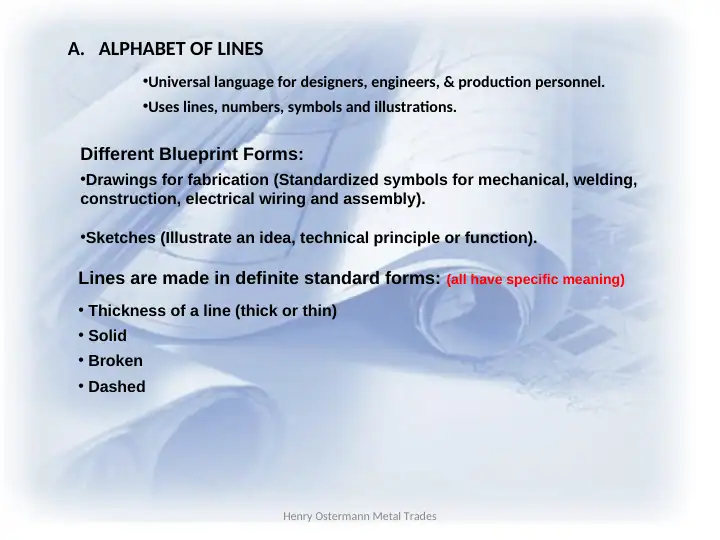 A. ALPHABET OF LINES
•Universal language for designers, engineers, & production personnel.
•Uses lines, numbers, symbols and illustrations.
Different Blueprint Forms:
•Drawings for fabrication (Standardized symbols for mechanical, welding,
construction, electrical wiring and assembly).
•Sketches (Illustrate an idea, technical principle or function).
Lines are made in definite standard forms: (all have specific meaning)
• Thickness of a line (thick or thin)
• Solid
• Broken
• Dashed
Henry Ostermann Metal Trades